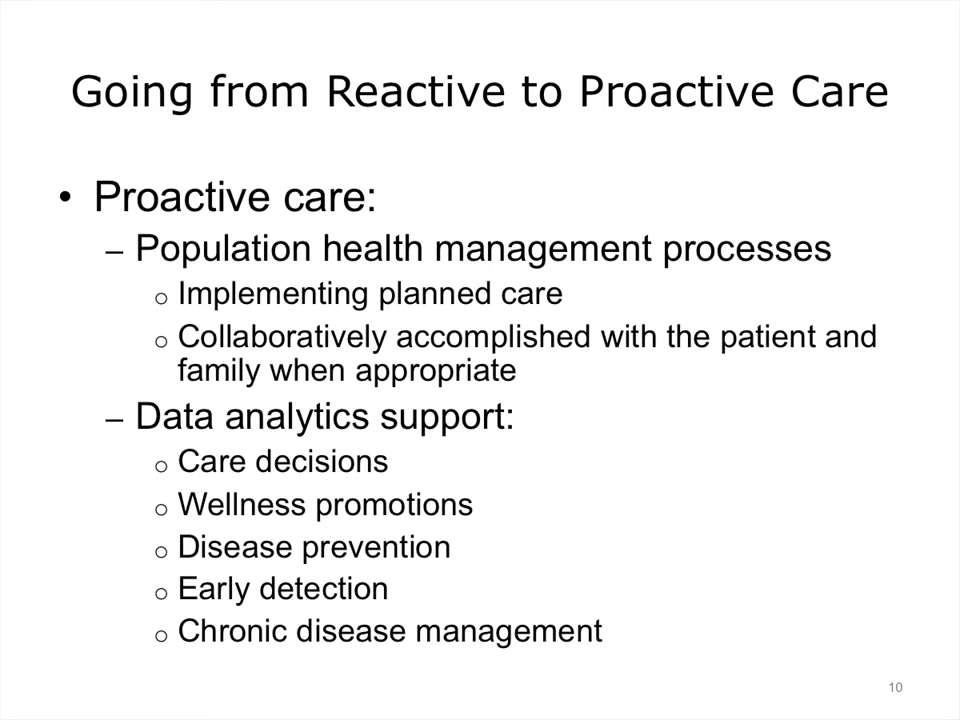 Going from Reactive to Proactive Care
• Proactive care:
– Population health management processes
o Implementing planned care
o Collaboratively accomplished with the patient and
family when appropriate
– Data analytics support:
o Care decisions
o Wellness promotions
o Disease prevention
o Early detection
o Chronic disease management
10